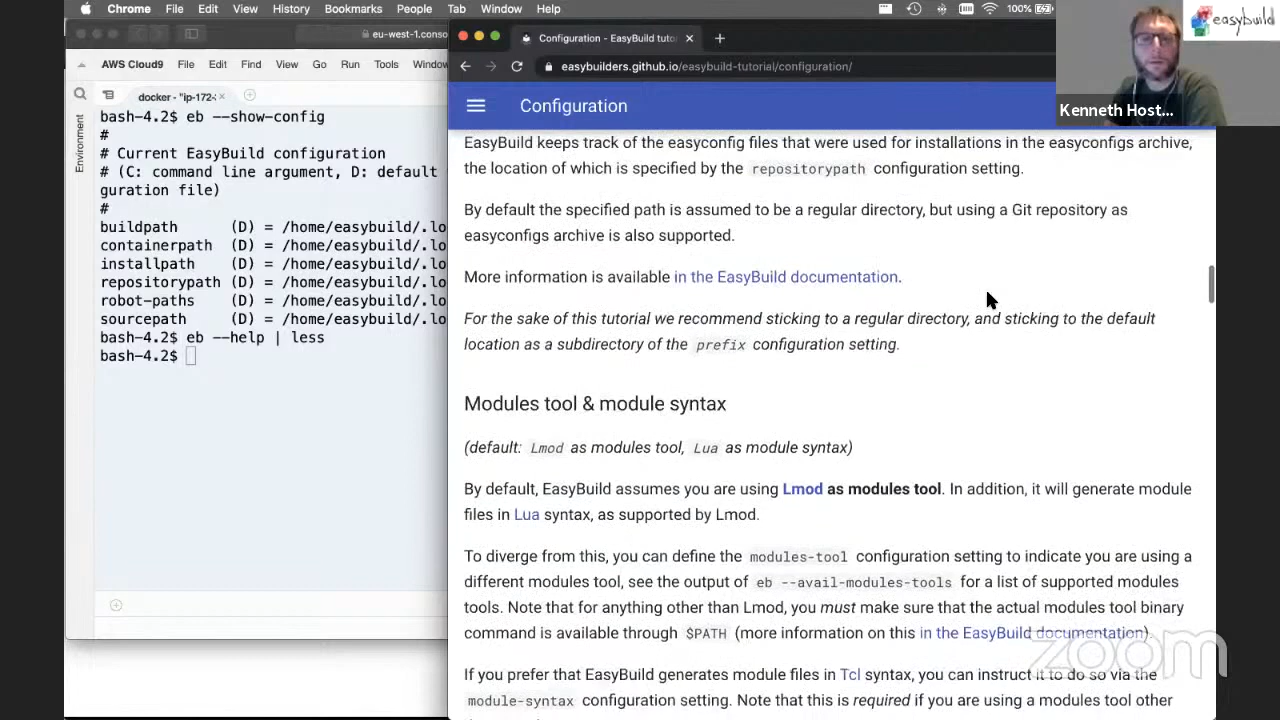 Chrome File Edit View History Bookmarks People Tab Window Help 100%
easybuild
eu-west-1.conso
Configuration - EasyBuild tutor
easybuilders.github.io/easybuild-tutorial/configuration/
AWS Cloud9 File Edit Find View Go Run Tools Window
Kenneth Host...
docker - "ip-172-
Environment
Configuration
bash-4.2$ eb --show-config
#
# Current EasyBuild configuration
# (C: command line argument, D: default
guration file)
#
buildpath (D) = /home/easybuild/.lo
containerpath (D) = /home/easybuild/.lo
installpath (D) = /home/easybuild/.lo
repositorypath (D) = /home/easybuild/.lo
robot-paths (D) = /home/easybuild/.lo
sourcepath (D) = /home/easybuild/.lo
bash-4.2$ eb --help | less
bash-4.2$
EasyBuild keeps track of the easyconfig files that were used for installations in the easyconfigs archive,
the location of which is specified by the repositorypath configuration setting.
By default the specified path is assumed to be a regular directory, but using a Git repository as
easyconfigs archive is also supported.
More information is available in the EasyBuild documentation.
For the sake of this tutorial we recommend sticking to a regular directory, and sticking to the default
location as a subdirectory of the prefix configuration setting.
Modules tool & module syntax
(default: Lmod as modules tool, Lua as module syntax)
By default, EasyBuild assumes you are using Lmod as modules tool. In addition, it will generate module
files in Lua syntax, as supported by Lmod.
To diverge from this, you can define the modules-tool configuration setting to indicate you are using a
different modules tool, see the output of eb --avail-modules-tools for a list of supported modules
tools. Note that for anything other than Lmod, you must make sure that the actual modules tool binary
command is available through $PATH (more information on this in the EasyBuild documentation).
If you prefer that EasyBuild generates module files in Tcl syntax, you can instruct it to do so via the
module-syntax configuration setting. Note that this is required if you are using a modules tool other
zoom